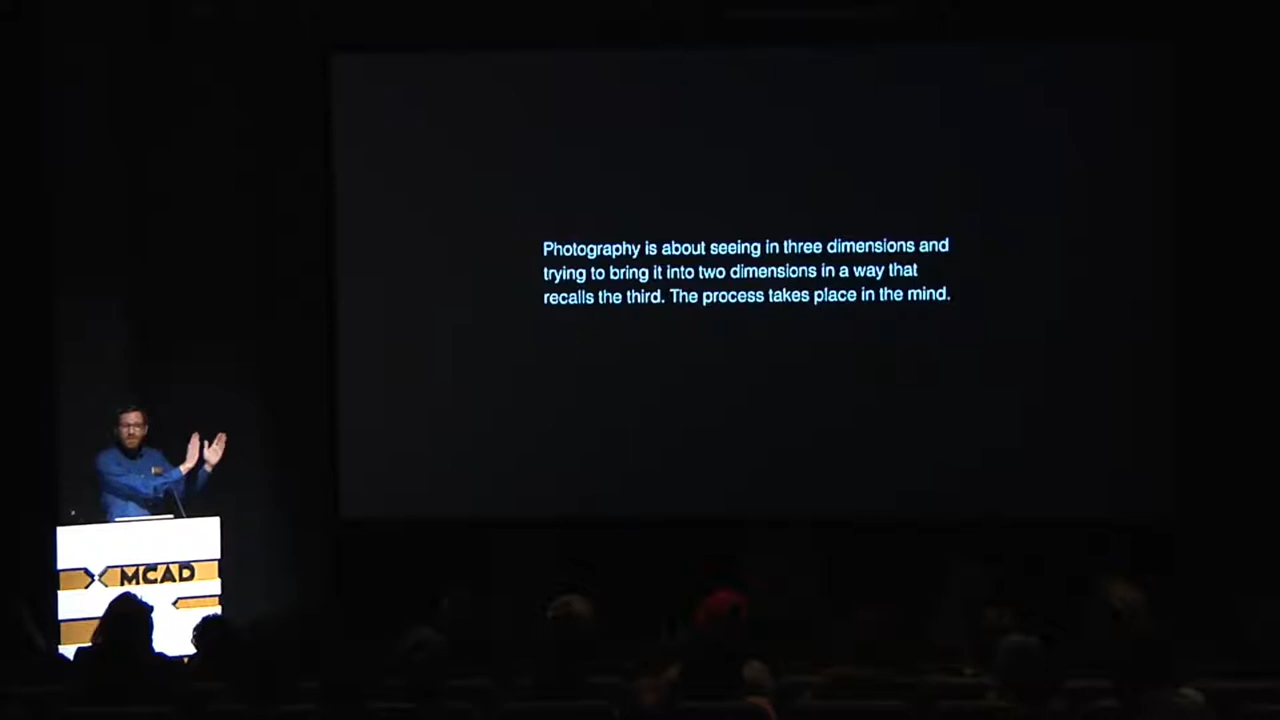 Photography is about seeing in three dimensions and
trying to bring it into two dimensions in a way that
recalls the third. The process takes place in the mind.
MCAD